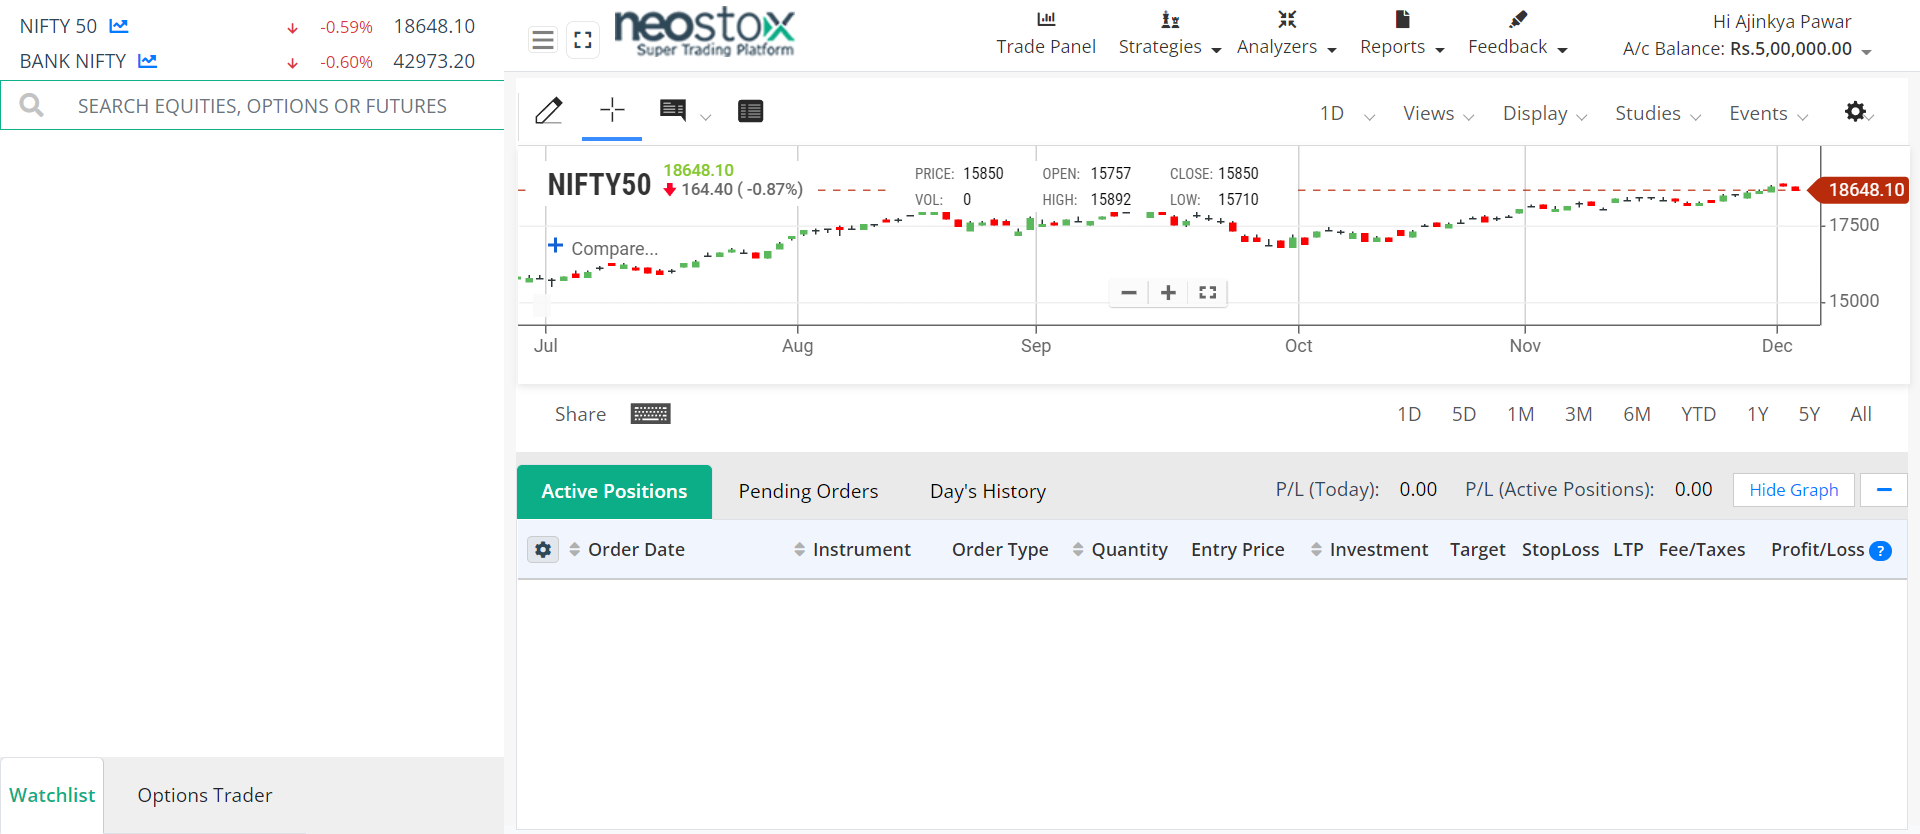 NIFTY 50 -0.59% 18648.10
BANK NIFTY -0.60% 42973.20
SEARCH EQUITIES, OPTIONS OR FUTURES
neostox
Super Trading Platform
Trade Panel Strategies Analyzers Reports Feedback
Hi Ajinkya Pawar
A/c Balance: Rs.5,00,000.00
1D Views Display Studies Events
NIFTY50
18648.10
164.40 ( -0.87%)
PRICE: 15850 OPEN: 15757 CLOSE: 15850
VOL: 0 HIGH: 15892 LOW: 15710
Compare...
18648.10
17500
15000
Jul Aug Sep Oct Nov Dec
Share 1D 5D 1M 3M 6M YTD 1Y 5Y All
Active Positions Pending Orders Day's History P/L (Today): 0.00 P/L (Active Positions): 0.00 Hide Graph
Order Date Instrument Order Type Quantity Entry Price Investment Target StopLoss LTP Fee/Taxes Profit/Loss ?
Watchlist Options Trader